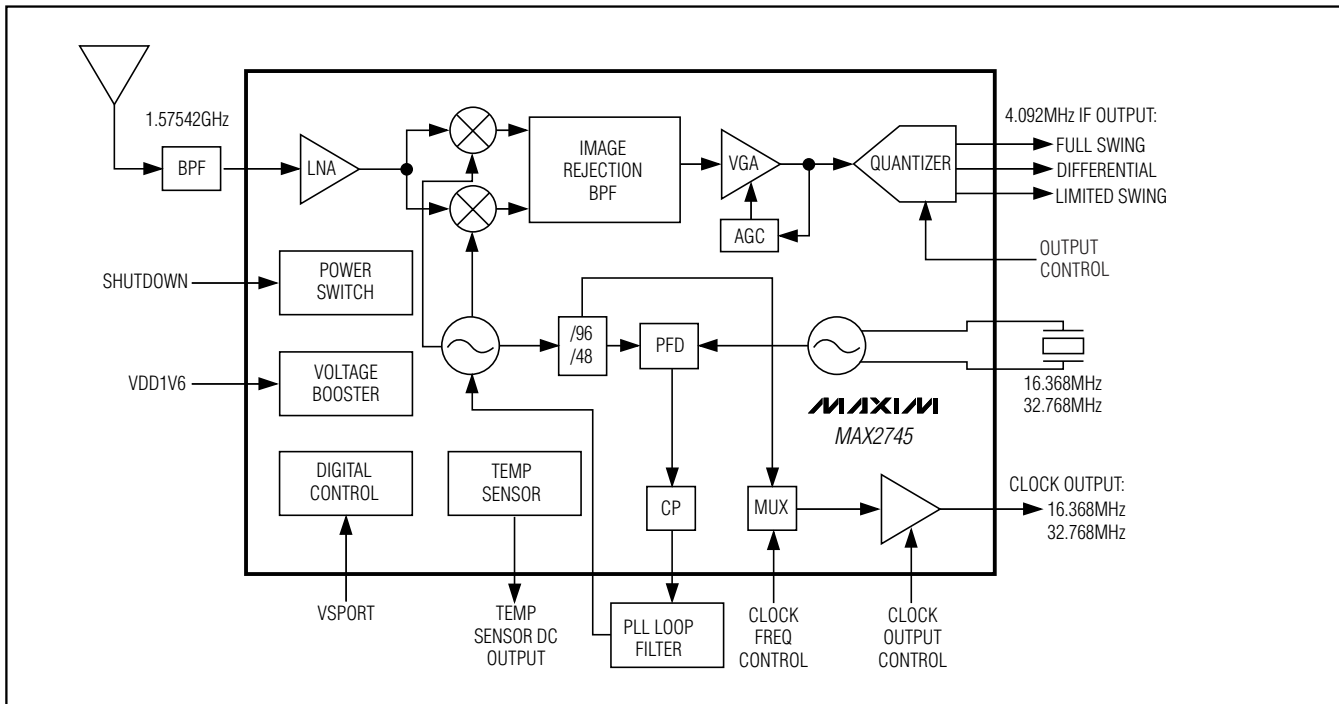 1.57542GHz
BPF
LNA
IMAGE
REJECTION
BPF
VGA
AGC
QUANTIZER
4.092MHz IF OUTPUT:
FULL SWING
DIFFERENTIAL
LIMITED SWING
OUTPUT
CONTROL
SHUTDOWN
POWER
SWITCH
/96
/48
PFD
16.368MHz
32.768MHz
VDD1V6
VOLTAGE
BOOSTER
MAXIM
MAX2745
DIGITAL
CONTROL
TEMP
SENSOR
CP
MUX
CLOCK OUTPUT:
16.368MHz
32.768MHz
VSPORT
TEMP
SENSOR DC
OUTPUT
PLL LOOP
FILTER
CLOCK
FREQ
CONTROL
CLOCK
OUTPUT
CONTROL